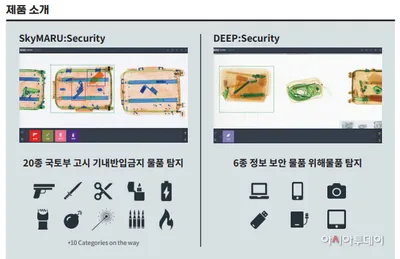 제품 소개
SkyMARU:Security
DEEP:Security
20종 국토부 고시 기내반입금지 물품 탐지
6종 정보 보안 물품 위해물품 탐지
+10 Categories on the way
아시아투데이